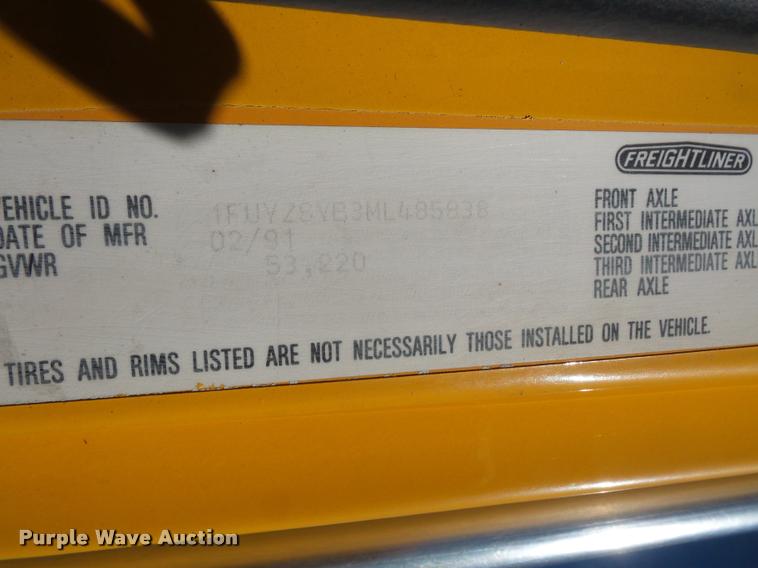 FREIGHTLINER
VEHICLE ID NO. 1FUYZSYB3ML485838
DATE OF MFR 02/91
GVWR 53,220
FRONT AXLE
FIRST INTERMEDIATE AXL
SECOND INTERMEDIATE AXL
THIRD INTERMEDIATE AXL
REAR AXLE
TIRES AND RIMS LISTED ARE NOT NECESSARILY THOSE INSTALLED ON THE VEHICLE.
Purple Wave Auction